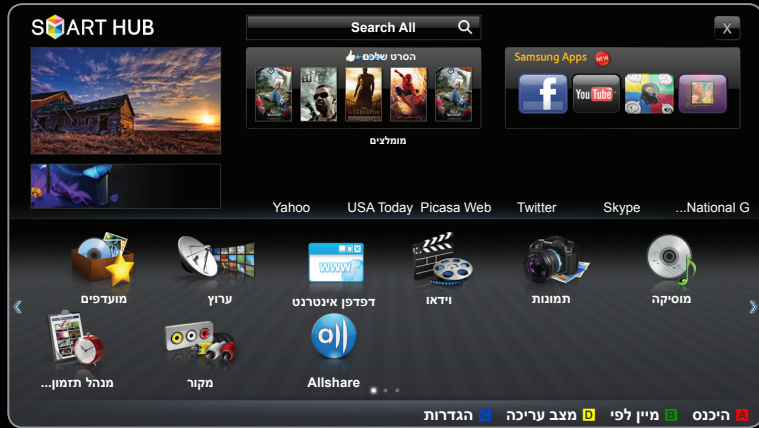 SMART HUB
Search All
X
הסרט שלכם
Samsung Apps NEW
f
You Tube
GLADIATOR
מומלצים
Yahoo
USA Today
Picasa Web
Twitter
Skype
...National G
מוסיקה
תמונות
וידאו
www
דפדפן אינטרנט
ערוץ
מועדפים
all
Allshare
מקור
מנהל תזמון...
A היכנס B מיין לפי D מצב עריכה C הגדרות